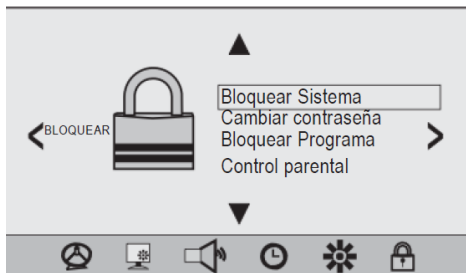 BLOQUEAR
Bloquear Sistema
Cambiar contraseña
Bloquear Programa
Control parental